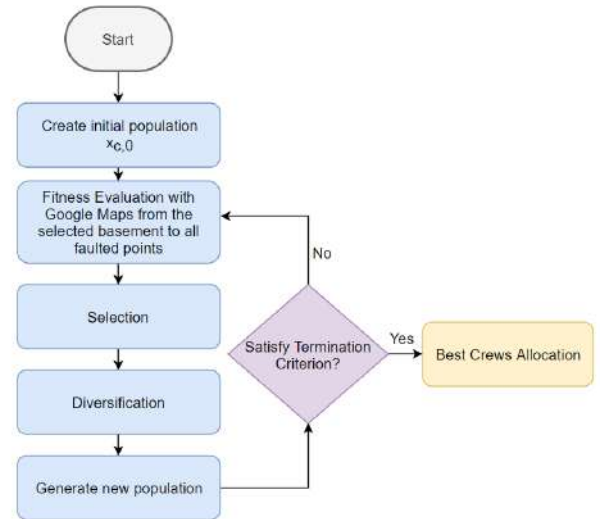 Start
Create initial population
xc,0
Fitness Evaluation with
Google Maps from the
selected basement to all
faulted points
Selection
Diversification
Generate new population
No
Satisfy Termination
Criterion?
Yes
Best Crews Allocation